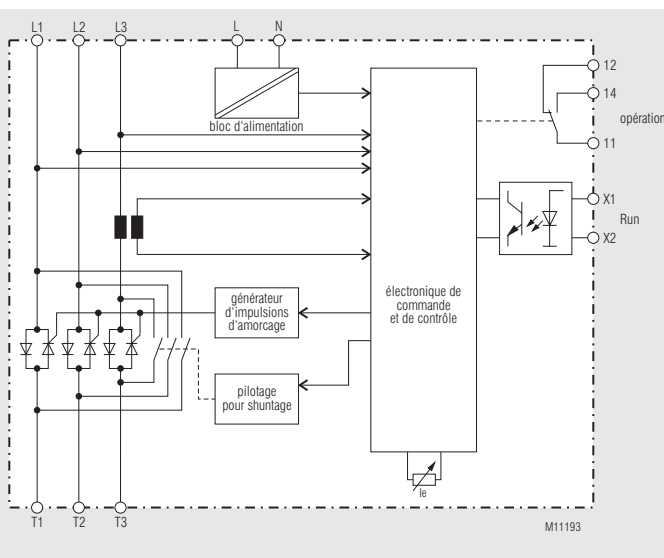 L1 L2 L3 L N
12
14
bloc d'alimentation
opération
11
X1
Run
X2
électronique de
commande
et de contrôle
générateur
d'impulsions
d'amorçage
pilotage
pour shuntage
Ie
T1 T2 T3
M11193